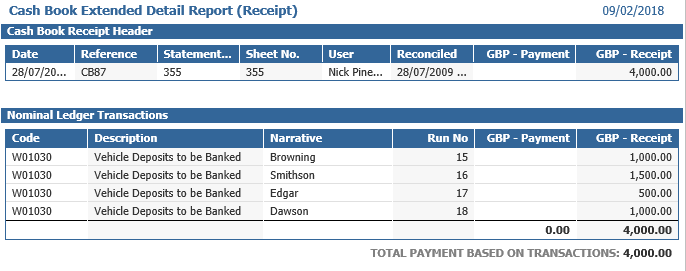 Cash Book Extended Detail Report (Receipt) 09/02/2018
Cash Book Receipt Header
Date Reference Statement... Sheet No. User Reconciled GBP - Payment GBP - Receipt
28/07/20... CB87 355 355 Nick Pine... 28/07/2009 ... 4,000.00
Nominal Ledger Transactions
Code Description Narrative Run No GBP - Payment GBP - Receipt
W01030 Vehicle Deposits to be Banked Browning 15 1,000.00
W01030 Vehicle Deposits to be Banked Smithson 16 1,500.00
W01030 Vehicle Deposits to be Banked Edgar 17 500.00
W01030 Vehicle Deposits to be Banked Dawson 18 1,000.00
0.00 4,000.00
TOTAL PAYMENT BASED ON TRANSACTIONS: 4,000.00